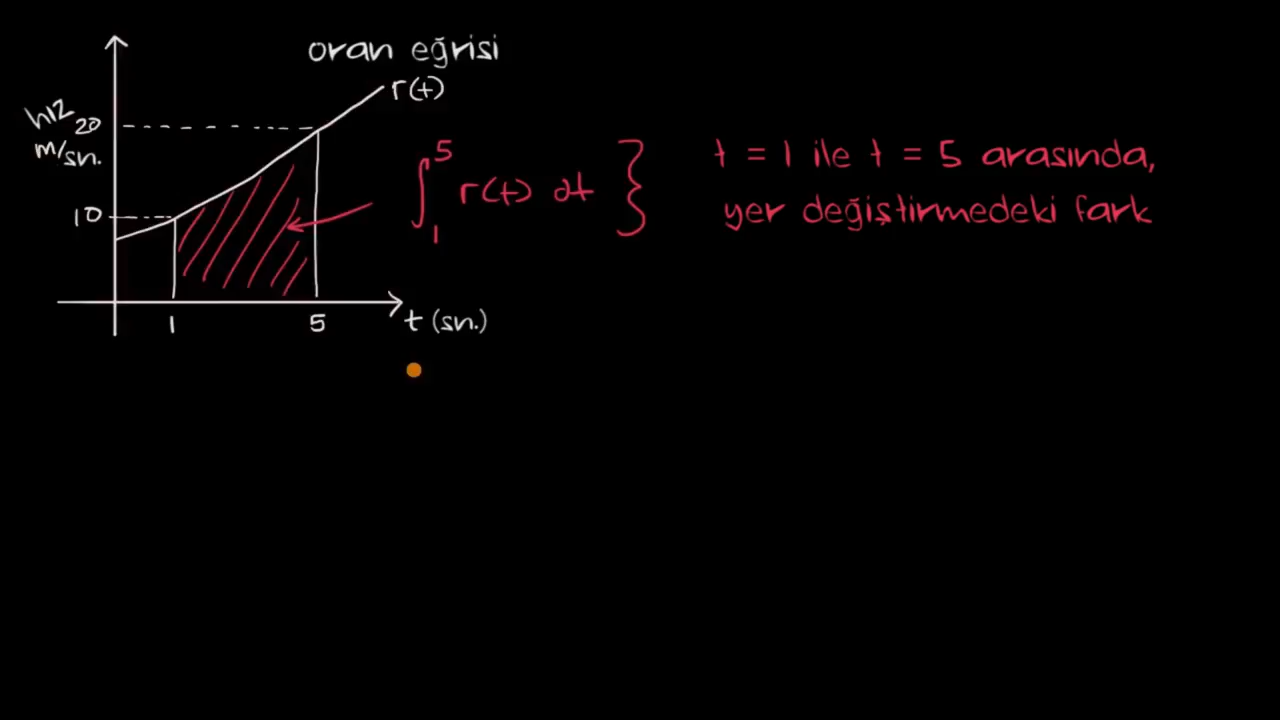 oran eğrisi
r(t)
hız
m/sn.
20
10
1
5
t (sn.)
∫₁⁵ r(t) dt }
t = 1 ile t = 5 arasında,
yer değiştirmedeki fark